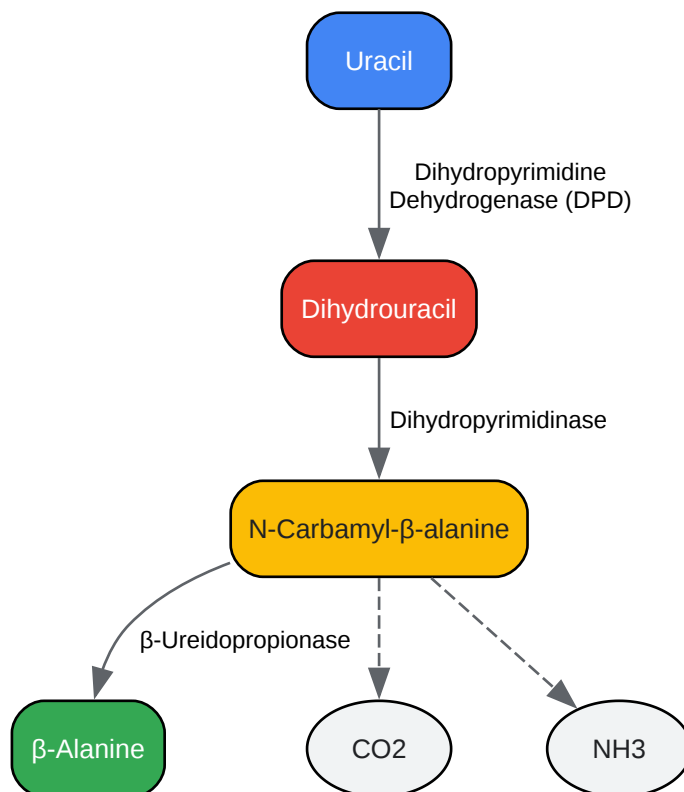 Uracil
Dihydropyrimidine
Dehydrogenase (DPD)
Dihydrouracil
Dihydropyrimidinase
N-Carbamyl-β-alanine
β-Ureidopropionase
β-Alanine
CO2
NH3